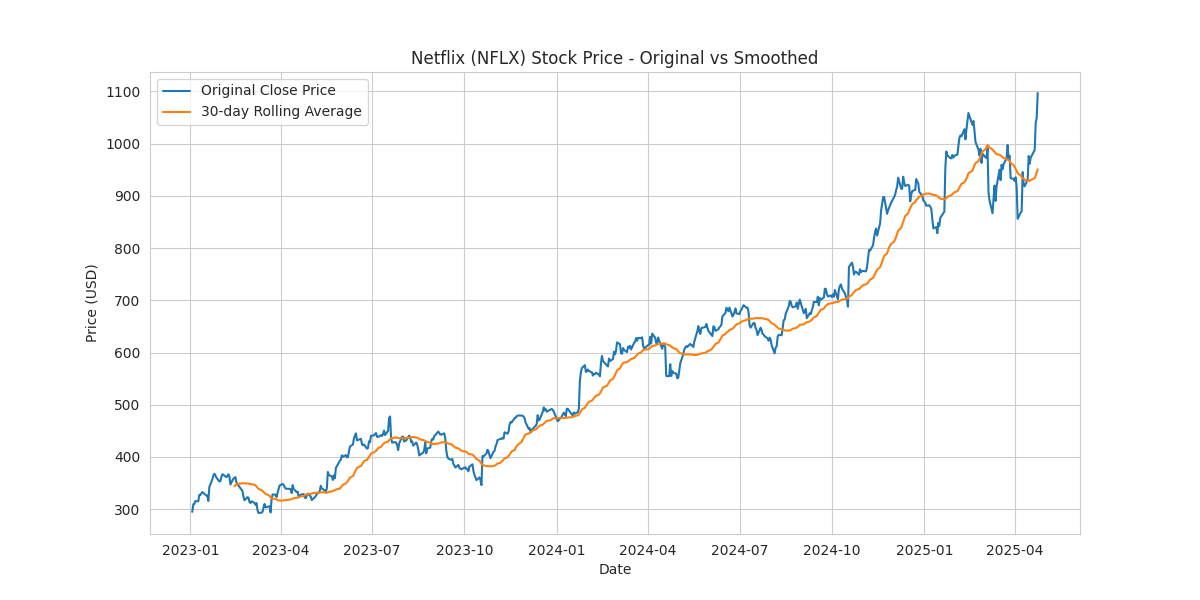 Netflix (NFLX) Stock Price - Original vs Smoothed
Original Close Price
30-day Rolling Average
1100
1000
900
800
700
600
500
400
300
Price (USD)
2023-01 2023-04 2023-07 2023-10 2024-01 2024-04 2024-07 2024-10 2025-01 2025-04
Date